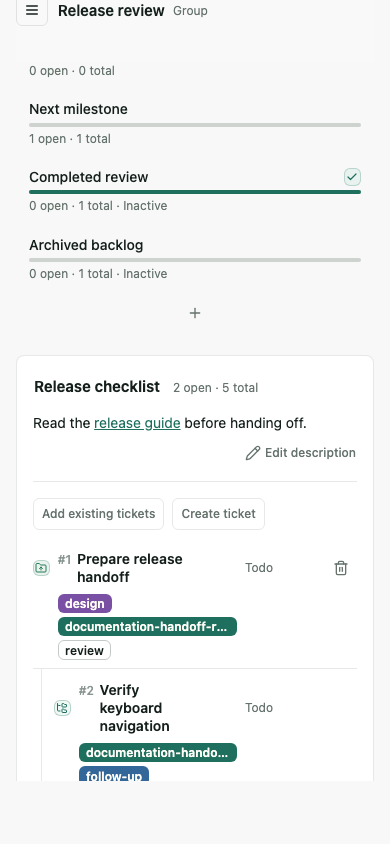 Release review Group
0 open · 0 total
Next milestone
1 open · 1 total
Completed review
0 open · 1 total · Inactive
Archived backlog
0 open · 1 total · Inactive
Release checklist 2 open · 5 total
Read the release guide before handing off.
Edit description
Add existing tickets Create ticket
#1 Prepare release Todo
handoff
design
documentation-handoff-r...
review
#2 Verify Todo
keyboard
navigation
documentation-hando...
follow-up